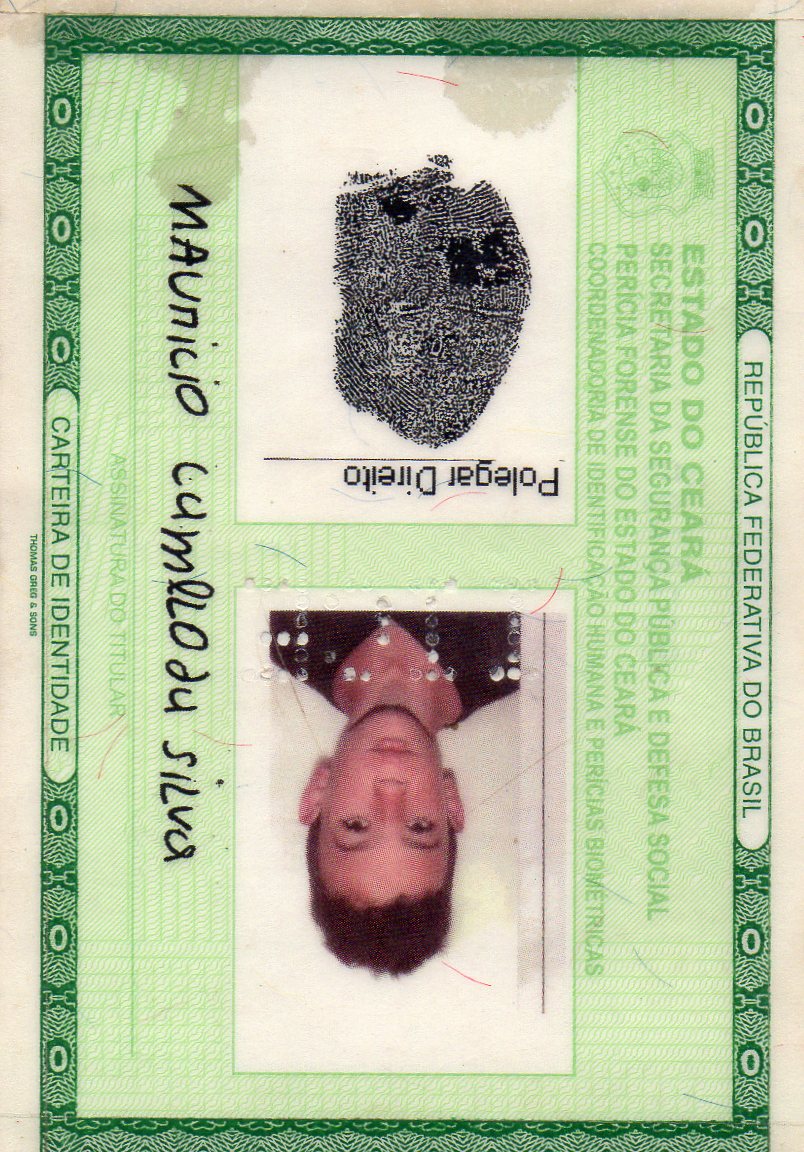 REPÚBLICA FEDERATIVA DO BRASIL
ESTADO DO CEARÁ
SECRETARIA DA SEGURANÇA PÚBLICA E DEFESA SOCIAL
PERÍCIA FORENSE DO ESTADO DO CEARÁ
COORDENADORIA DE IDENTIFICAÇÃO HUMANA E PERÍCIAS BIOMÉTRICAS
Polegar Direito
MAUriciO CamelO da Silva
ASSINATURA DO TITULAR
CARTEIRA DE IDENTIDADE
THOMAS GREG & SONS